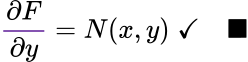 ∂F/∂y = N(x, y) ✓ ■